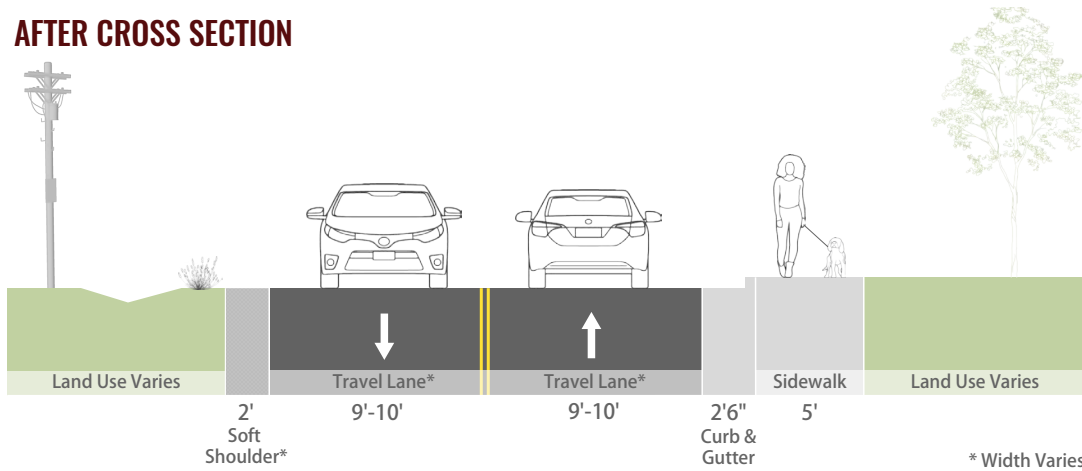 AFTER CROSS SECTION
Land Use Varies
Travel Lane*
Travel Lane*
Sidewalk
Land Use Varies
2'
Soft
Shoulder*
9'-10'
9'-10'
2'6"
Curb &
Gutter
5'
* Width Varies